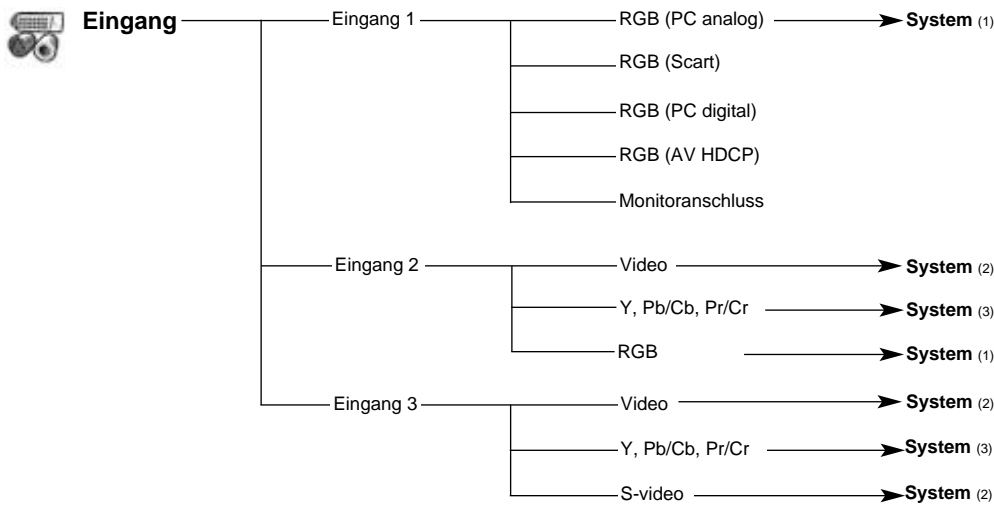 Eingang Eingang 1 RGB (PC analog) System (1)
RGB (Scart)
RGB (PC digital)
RGB (AV HDCP)
Monitoranschluss
Eingang 2 Video System (2)
Y, Pb/Cb, Pr/Cr System (3)
RGB System (1)
Eingang 3 Video System (2)
Y, Pb/Cb, Pr/Cr System (3)
S-video System (2)